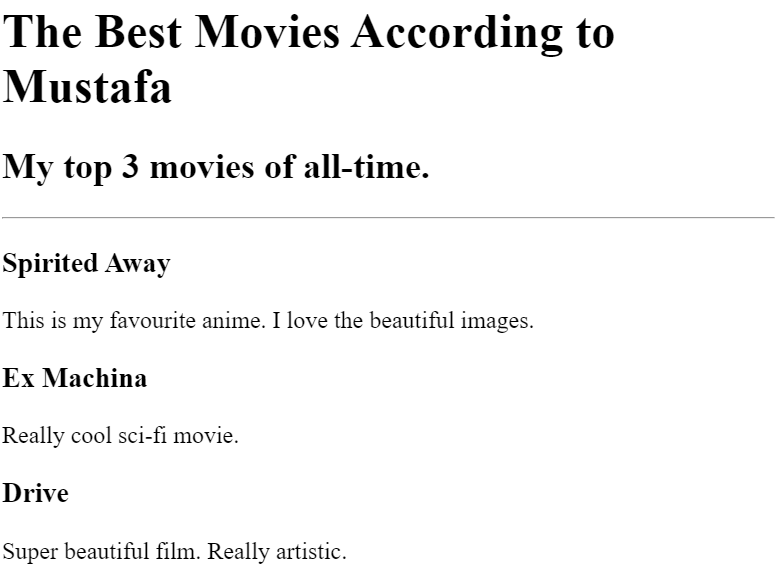 The Best Movies According to
Mustafa
My top 3 movies of all-time.
Spirited Away
This is my favourite anime. I love the beautiful images.
Ex Machina
Really cool sci-fi movie.
Drive
Super beautiful film. Really artistic.